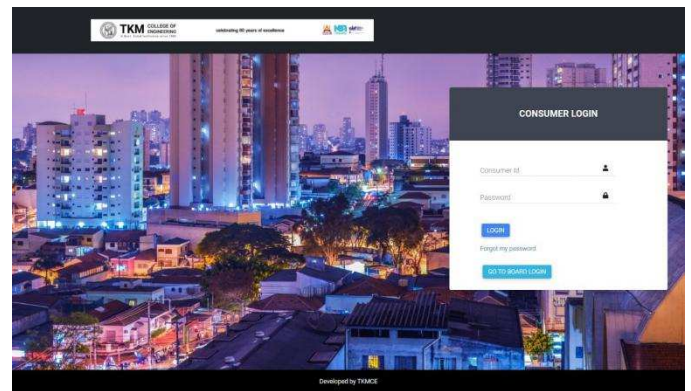 TKM COLLEGE OF
ENGINEERING
celebrating 60 years of excellence
CONSUMER LOGIN
Consumer Id
Password
LOGIN
Forgot my password
GO TO BOARD LOGIN
Developed by TKMCE